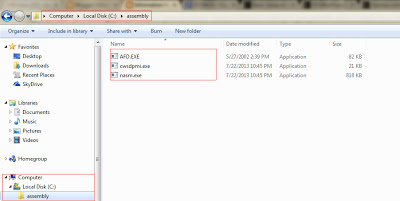 Computer ▸ Local Disk (C:) ▸ assembly
Organize Include in library Share with Burn New folder
Name Date modified Type Size
Favorites
Desktop
Downloads
Recent Places
SkyDrive
Libraries
Documents
Music
Pictures
Videos
Homegroup
Computer
Local Disk (C:)
assembly
AFD.EXE 5/27/2002 2:39 PM Application 82 KB
cwsdpmi.exe 7/22/2013 10:45 PM Application 21 KB
nasm.exe 7/22/2013 10:45 PM Application 818 KB